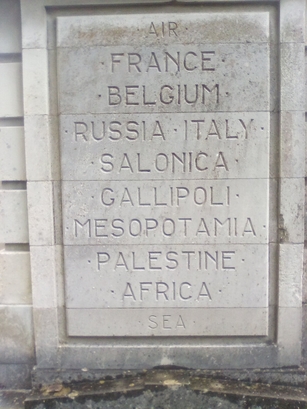 AIR
·FRANCE·
·BELGIUM·
·RUSSIA·ITALY·
·SALONICA·
·GALLIPOLI·
·MESOPOTAMIA·
·PALESTINE·
·AFRICA·
SEA